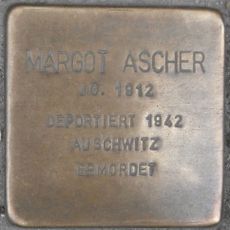 MARGOT ASCHER
JG. 1912
DEPORTIERT 1942
AUSCHWITZ
ERMORDET